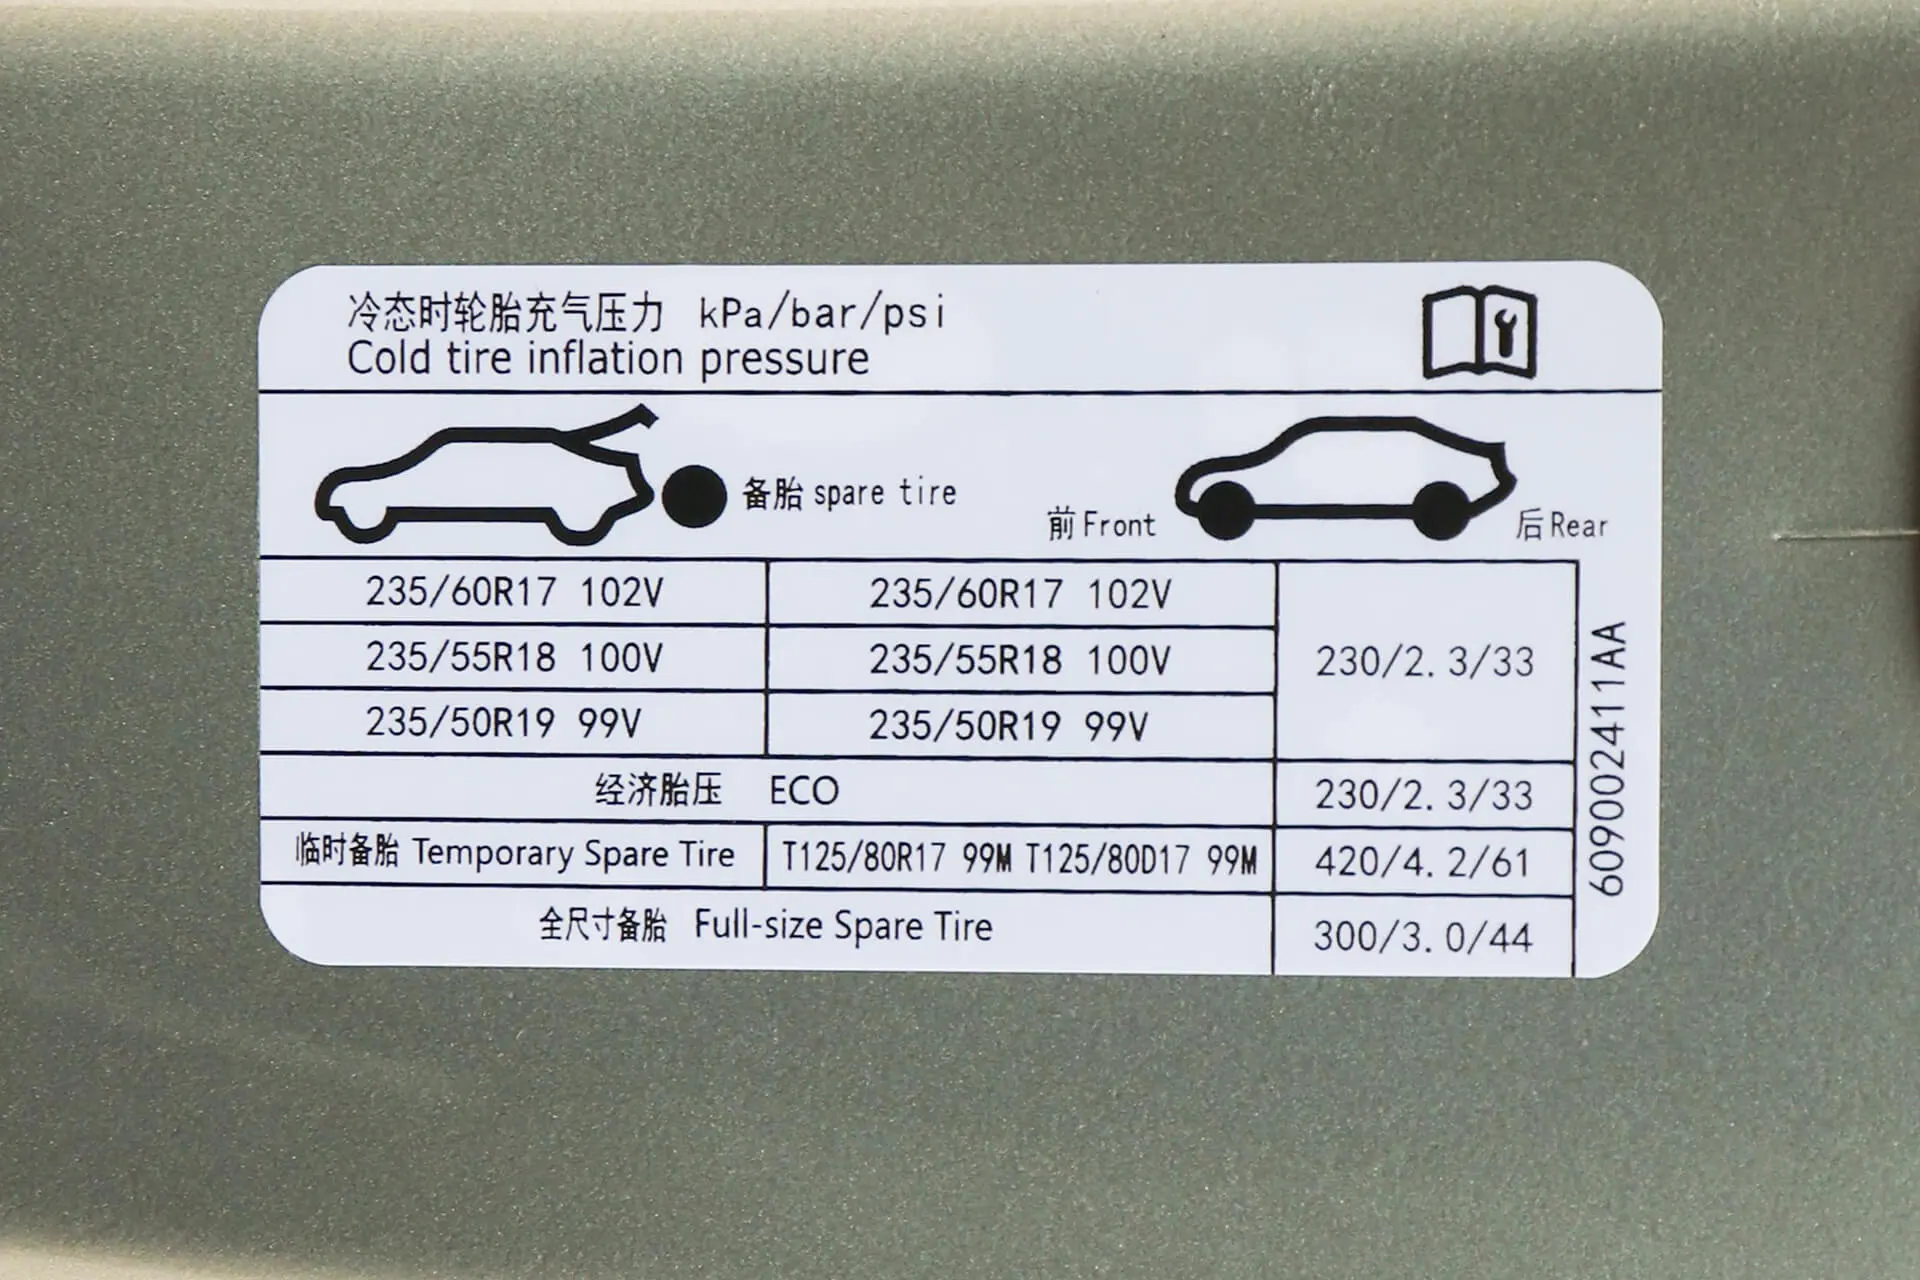 冷态时轮胎充气压力 kPa/bar/psi
Cold tire inflation pressure
备胎 spare tire
前 Front
后 Rear
235/60R17 102V 235/60R17 102V
235/55R18 100V 235/55R18 100V 230/2.3/33
235/50R19 99V 235/50R19 99V
经济胎压 ECO 230/2.3/33
临时备胎 Temporary Spare Tire T125/80R17 99M T125/80D17 99M 420/4.2/61
全尺寸备胎 Full-size Spare Tire 300/3.0/44
609002411AA